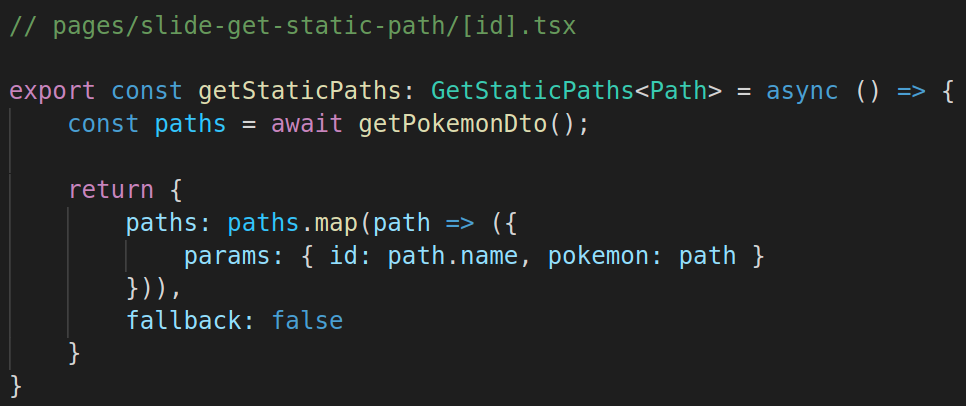 // pages/slide-get-static-path/[id].tsx
export const getStaticPaths: GetStaticPaths<Path> = async () => {
    const paths = await getPokemonDto();
    return {
        paths: paths.map(path => ({
            params: { id: path.name, pokemon: path }
        })),
        fallback: false
    }
}